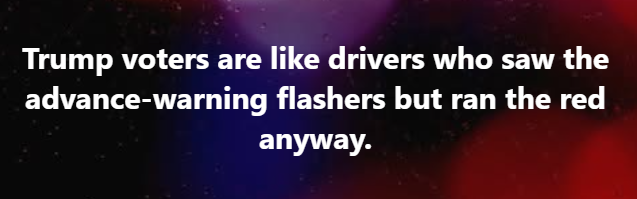 Trump voters are like drivers who saw the
advance-warning flashers but ran the red
anyway.